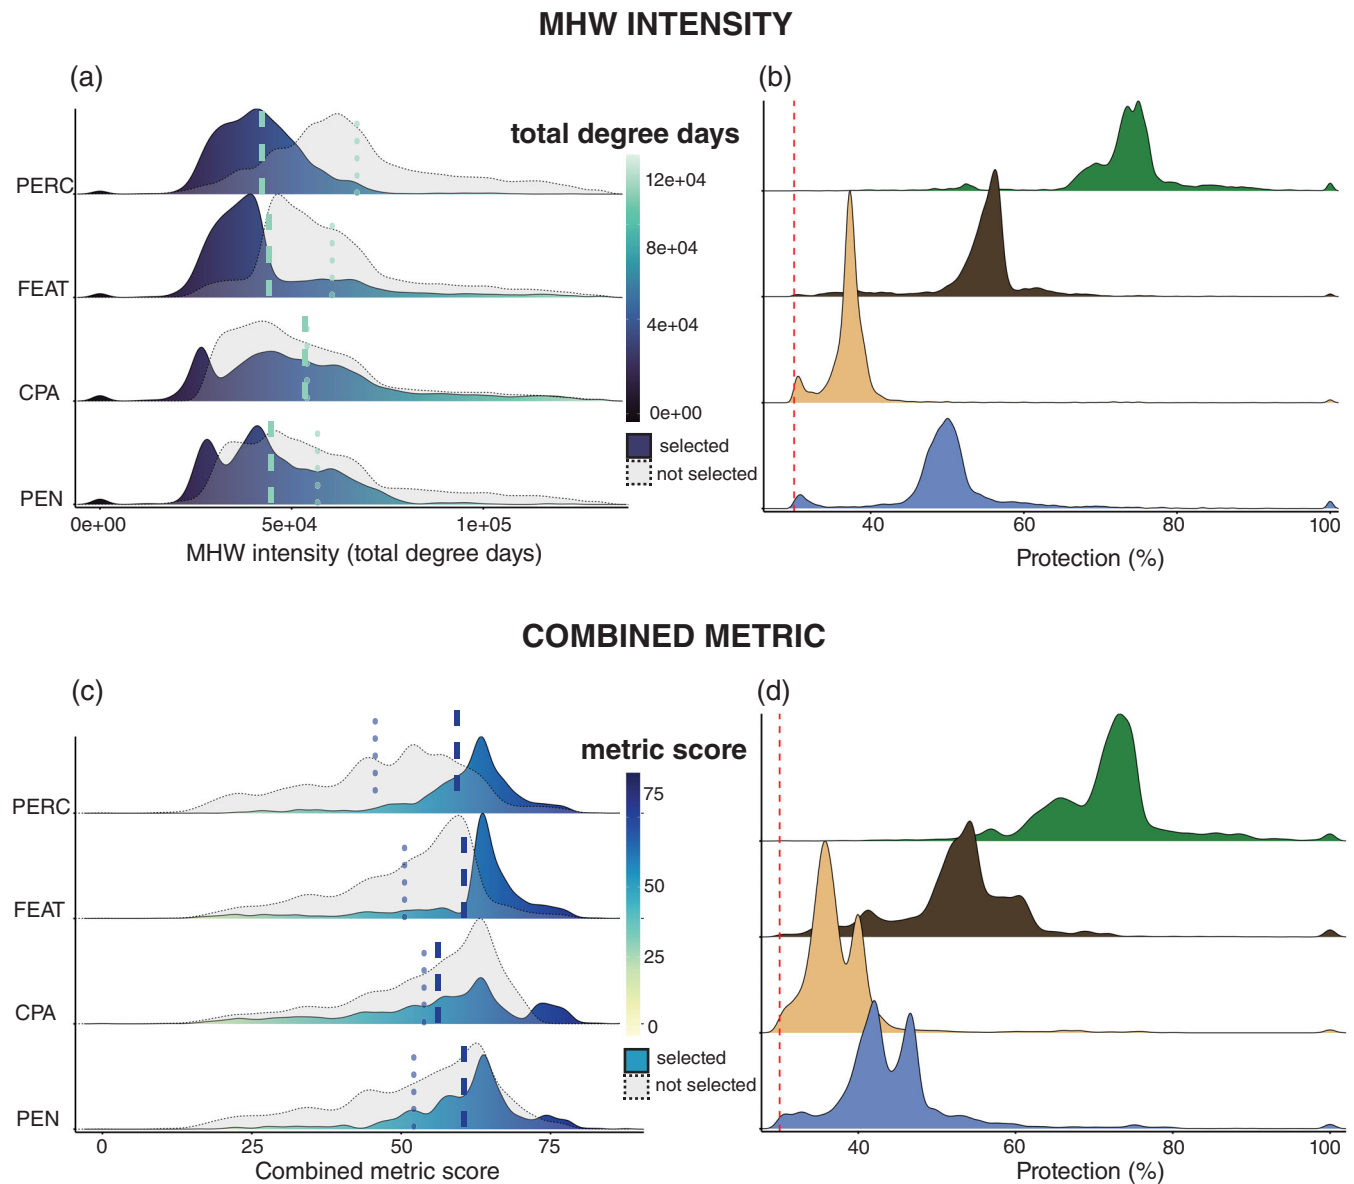 MHW INTENSITY
(a)
(b)
total degree days
12e+04
8e+04
4e+04
0e+00
selected
not selected
PERC
FEAT
CPA
PEN
0e+00 5e+04 1e+05
MHW intensity (total degree days)
40 60 80 100
Protection (%)
COMBINED METRIC
(c)
(d)
metric score
75
50
25
0
selected
not selected
PERC
FEAT
CPA
PEN
0 25 50 75
Combined metric score
40 60 80 100
Protection (%)